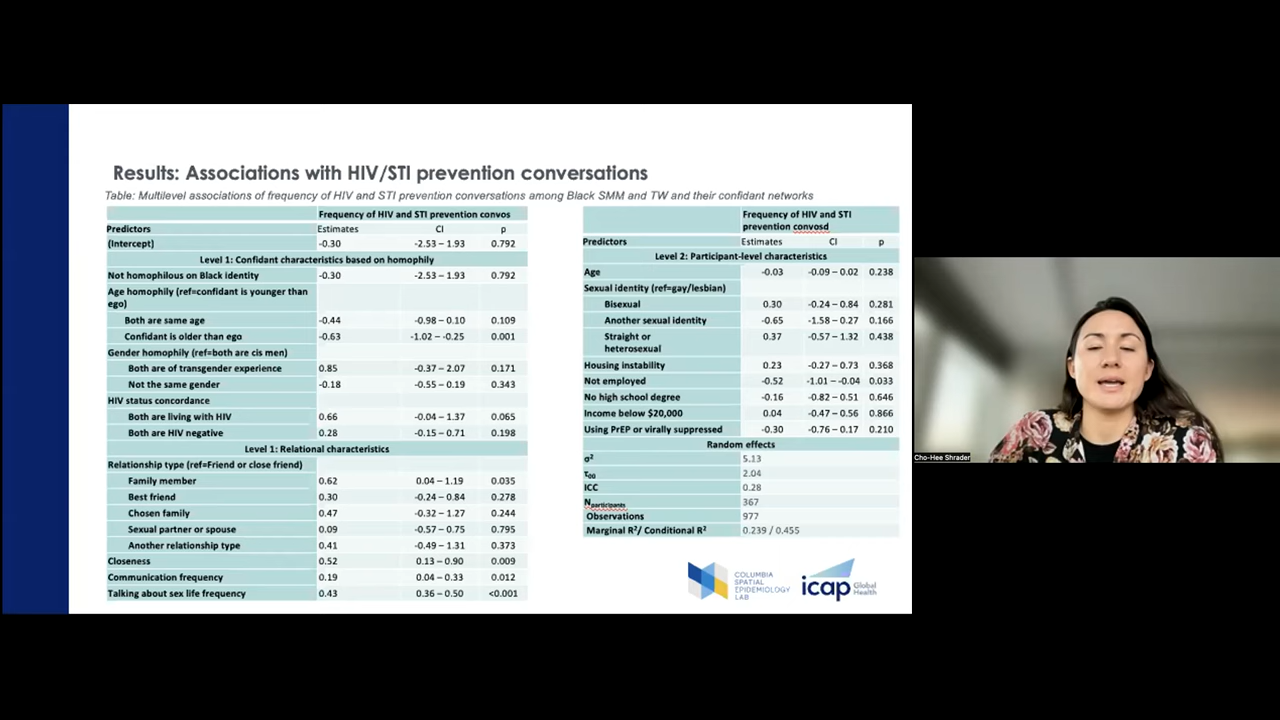 Results: Associations with HIV/STI prevention conversations
Table: Multilevel associations of frequency of HIV and STI prevention conversations among Black SMM and TW and their confidant networks
Frequency of HIV and STI prevention convos
Predictors Estimates CI p
(Intercept) -0.30 -2.53 – 1.93 0.792
Level 1: Confidant characteristics based on homophily
Not homophilous on Black identity -0.30 -2.53 – 1.93 0.792
Age homophily (ref=confidant is younger than
ego)
Both are same age -0.44 -0.98 – 0.10 0.109
Confidant is older than ego -0.63 -1.02 – -0.25 0.001
Gender homophily (ref=both are cis men)
Both are of transgender experience 0.85 -0.37 – 2.07 0.171
Not the same gender -0.18 -0.55 – 0.19 0.343
HIV status concordance
Both are living with HIV 0.66 -0.04 – 1.37 0.065
Both are HIV negative 0.28 -0.15 – 0.71 0.198
Level 1: Relational characteristics
Relationship type (ref=Friend or close friend)
Family member 0.62 0.04 – 1.19 0.035
Best friend 0.30 -0.24 – 0.84 0.278
Chosen family 0.47 -0.32 – 1.27 0.244
Sexual partner or spouse 0.09 -0.57 – 0.75 0.795
Another relationship type 0.41 -0.49 – 1.31 0.373
Closeness 0.52 0.13 – 0.90 0.009
Communication frequency 0.19 0.04 – 0.33 0.012
Talking about sex life frequency 0.43 0.36 – 0.50 <0.001
Frequency of HIV and STI
prevention convosd
Predictors Estimates CI p
Level 2: Participant-level characteristics
Age -0.03 -0.09 – 0.02 0.238
Sexual identity (ref=gay/lesbian)
Bisexual 0.30 -0.24 – 0.84 0.281
Another sexual identity -0.65 -1.58 – 0.27 0.166
Straight or
heterosexual 0.37 -0.57 – 1.32 0.438
Housing instability 0.23 -0.27 – 0.73 0.368
Not employed -0.52 -1.01 – -0.04 0.033
No high school degree -0.16 -0.82 – 0.51 0.646
Income below $20,000 0.04 -0.47 – 0.56 0.866
Using PrEP or virally suppressed -0.30 -0.76 – 0.17 0.210
Random effects
σ² 5.13
τ₀₀ 2.04
ICC 0.28
Nparticipants 367
Observations 977
Marginal R²/ Conditional R² 0.239 / 0.455
COLUMBIA
SPATIAL
EPIDEMIOLOGY
LAB
icap Global
Health
Cho-Hee Shrader